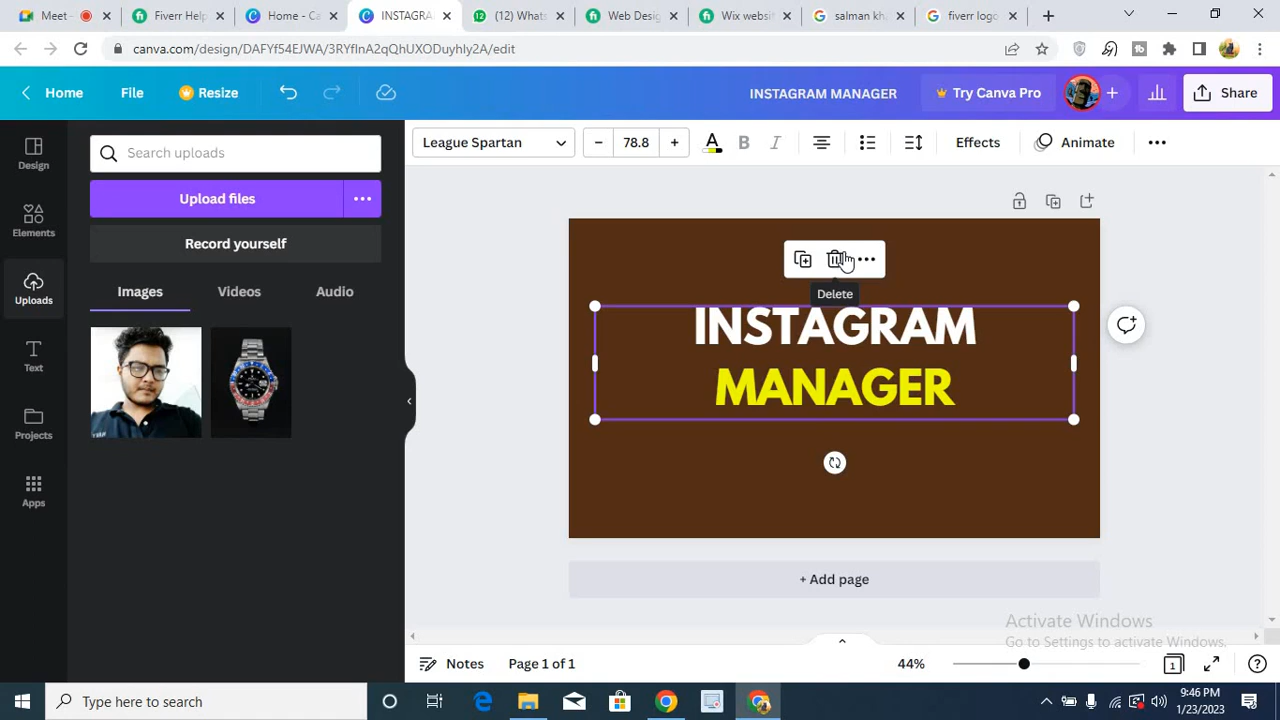 Meet -
Fiverr Help
Home - Ca
INSTAGRA
(12) Whats
Web Desig
Wix websit
salman kh
fiverr logo
canva.com/design/DAFYf54EJWA/3RYfInA2qQhUXODuyhIy2A/edit
Home
File
Resize
INSTAGRAM MANAGER
Try Canva Pro
Share
Design
Elements
Uploads
Text
Projects
Apps
Search uploads
Upload files
Record yourself
Images
Videos
Audio
League Spartan
78.8
A
B
I
Effects
Animate
Delete
INSTAGRAM
MANAGER
+ Add page
Activate Windows
Go to Settings to activate Windows.
Notes
Page 1 of 1
44%
1
Type here to search
9:46 PM
1/23/2023